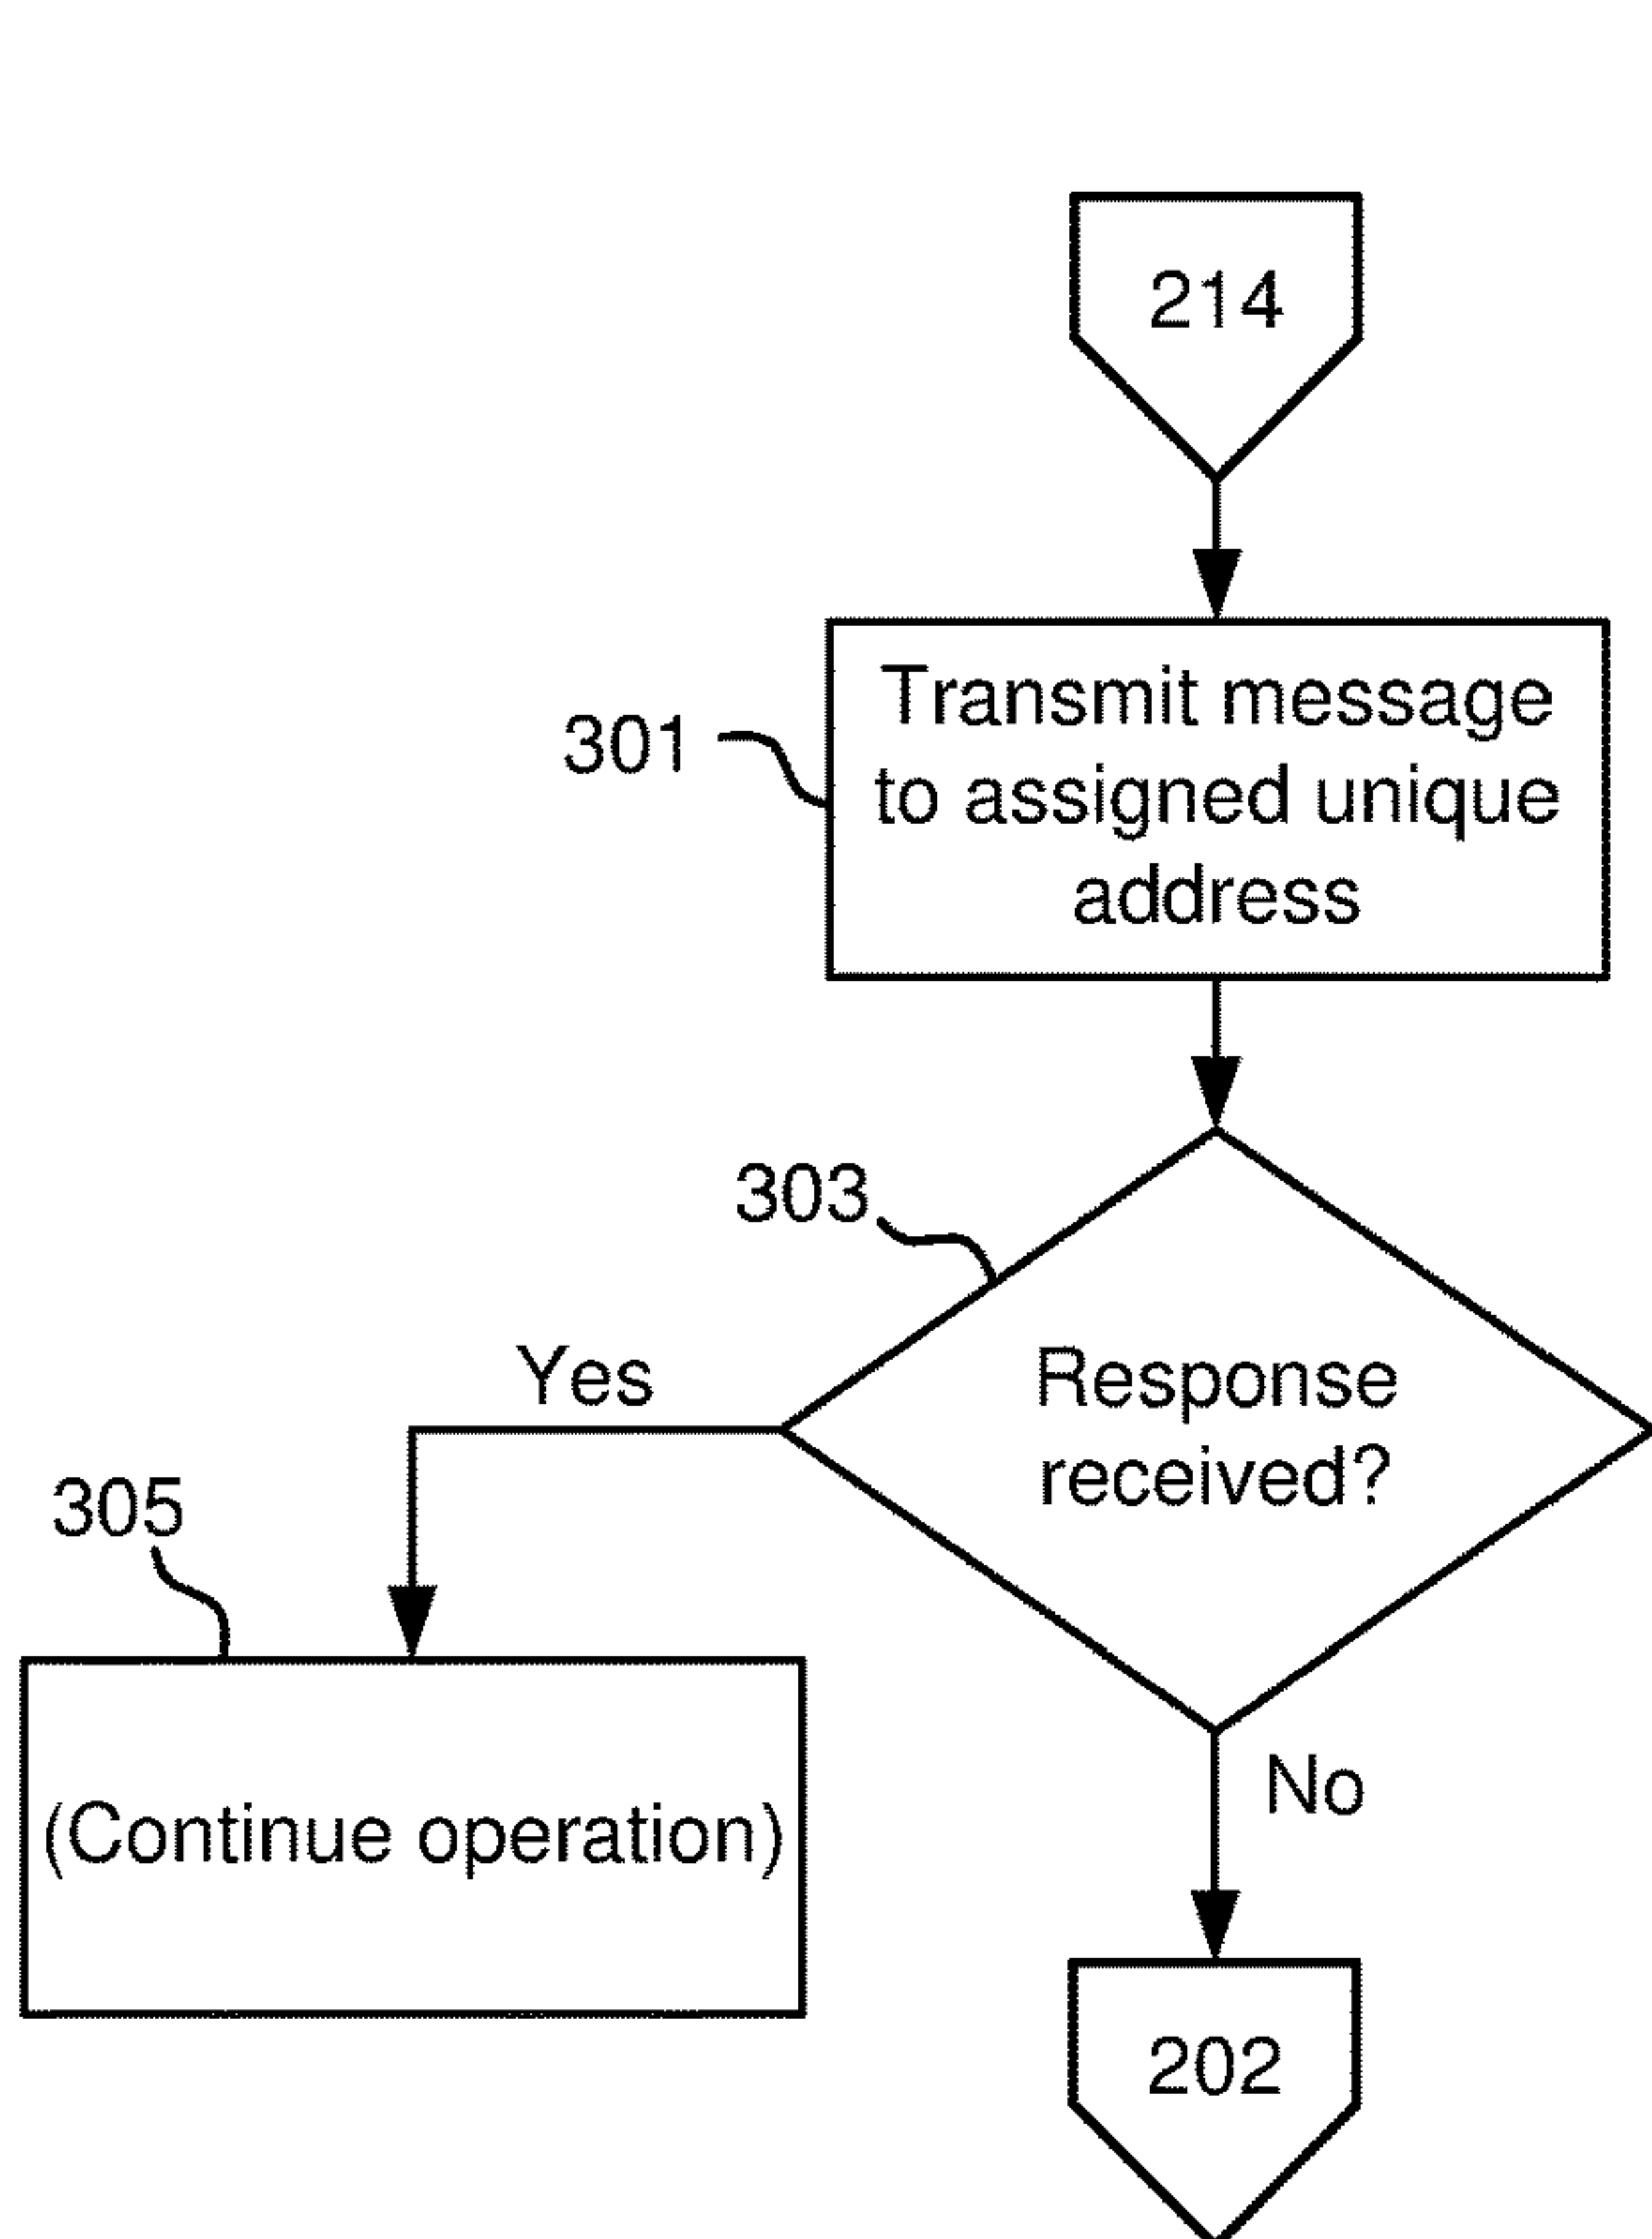 214
301
Transmit message
to assigned unique
address
303
Yes
Response
received?
305
(Continue operation)
No
202